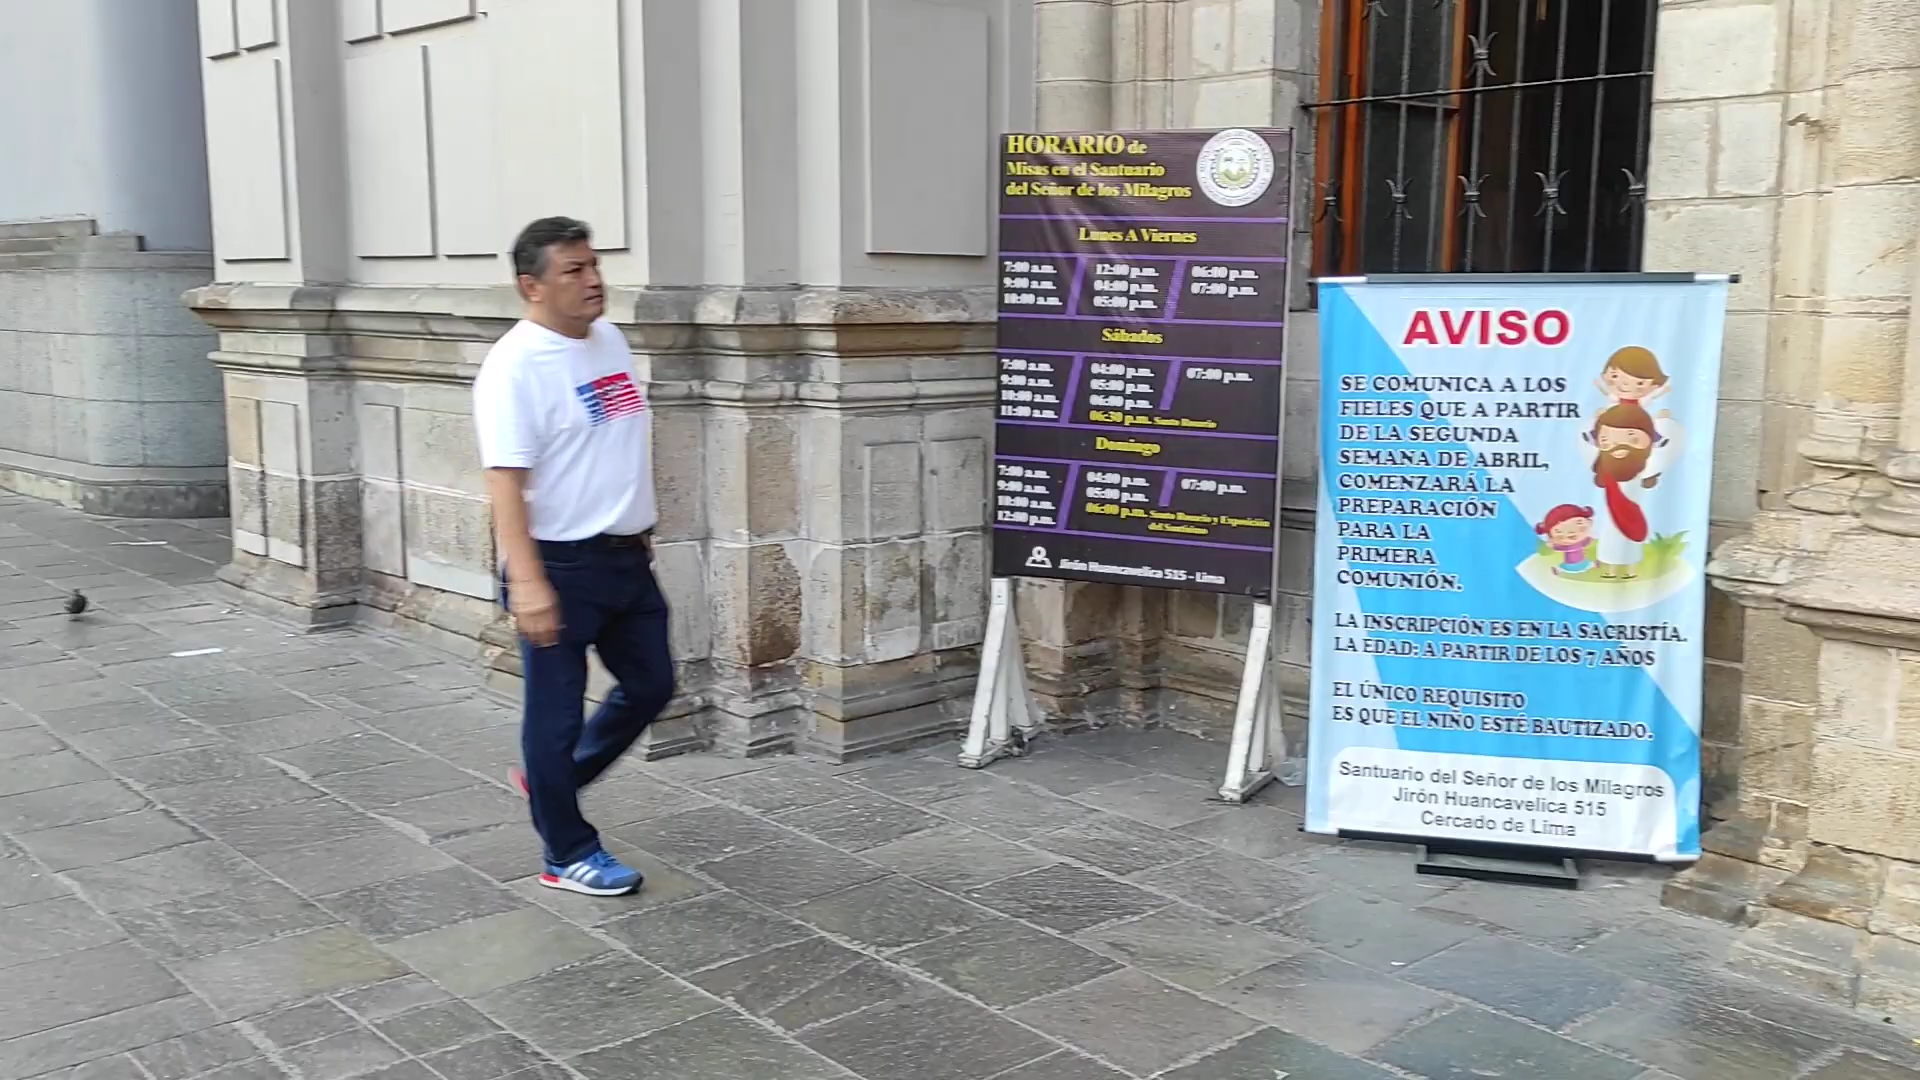 HORARIO de
Misas en el Santuario
del Señor de los Milagros
Lunes A Viernes
7:00 a.m. 12:00 p.m. 06:00 p.m.
9:00 a.m. 04:00 p.m. 07:00 p.m.
10:00 a.m. 05:00 p.m.
Sábados
7:00 a.m. 04:00 p.m. 07:00 p.m.
9:00 a.m. 05:00 p.m.
10:00 a.m. 06:00 p.m.
11:00 a.m. 06:30 p.m. Santo Rosario
Domingo
7:00 a.m. 04:00 p.m. 07:00 p.m.
9:00 a.m. 05:00 p.m.
11:00 a.m. 06:00 p.m. Santo Rosario y Exposición
12:00 p.m. del Santísimo
Jirón Huancavelica 515 - Lima
AVISO
SE COMUNICA A LOS
FIELES QUE A PARTIR
DE LA SEGUNDA
SEMANA DE ABRIL,
COMENZARÁ LA
PREPARACIÓN
PARA LA
PRIMERA
COMUNIÓN.
LA INSCRIPCIÓN ES EN LA SACRISTÍA.
LA EDAD: A PARTIR DE LOS 7 AÑOS
EL ÚNICO REQUISITO
ES QUE EL NIÑO ESTÉ BAUTIZADO.
Santuario del Señor de los Milagros
Jirón Huancavelica 515
Cercado de Lima